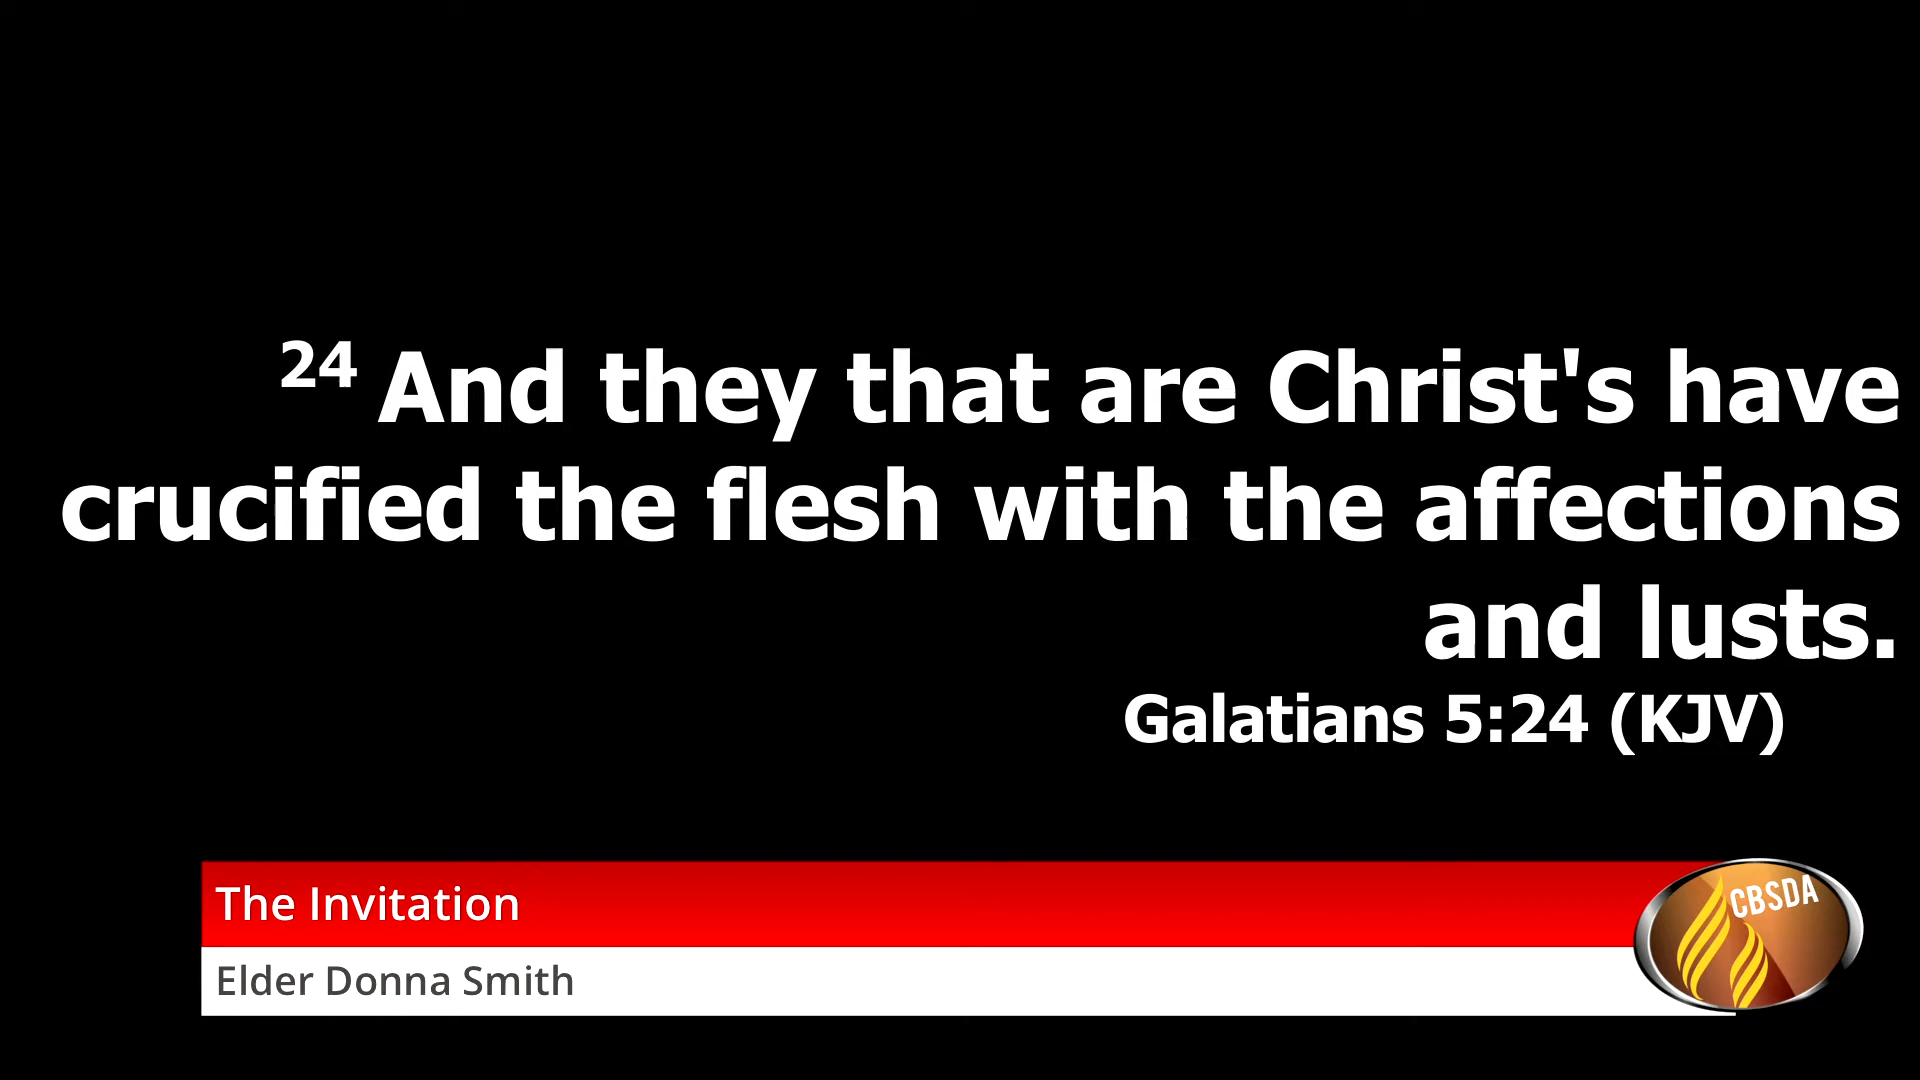 24 And they that are Christ's have
crucified the flesh with the affections
and lusts.
Galatians 5:24 (KJV)
The Invitation
Elder Donna Smith
CBSDA